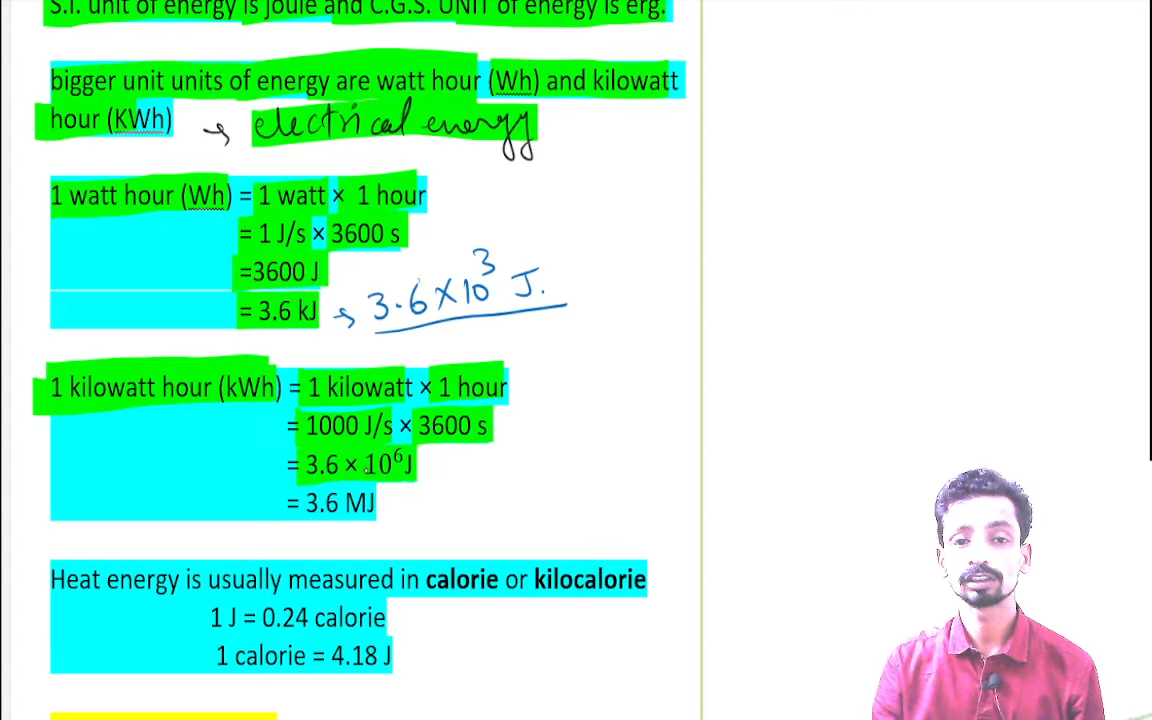 S.I. unit of energy is joule and C.G.S. UNIT of energy is erg.
bigger unit units of energy are watt hour (Wh) and kilowatt
hour (KWh) → electrical energy
1 watt hour (Wh) = 1 watt × 1 hour
= 1 J/s × 3600 s
=3600 J
= 3.6 kJ → 3.6×10³ J.
1 kilowatt hour (kWh) = 1 kilowatt × 1 hour
= 1000 J/s × 3600 s
= 3.6 × 10⁶J
= 3.6 MJ
Heat energy is usually measured in calorie or kilocalorie
1 J = 0.24 calorie
1 calorie = 4.18 J